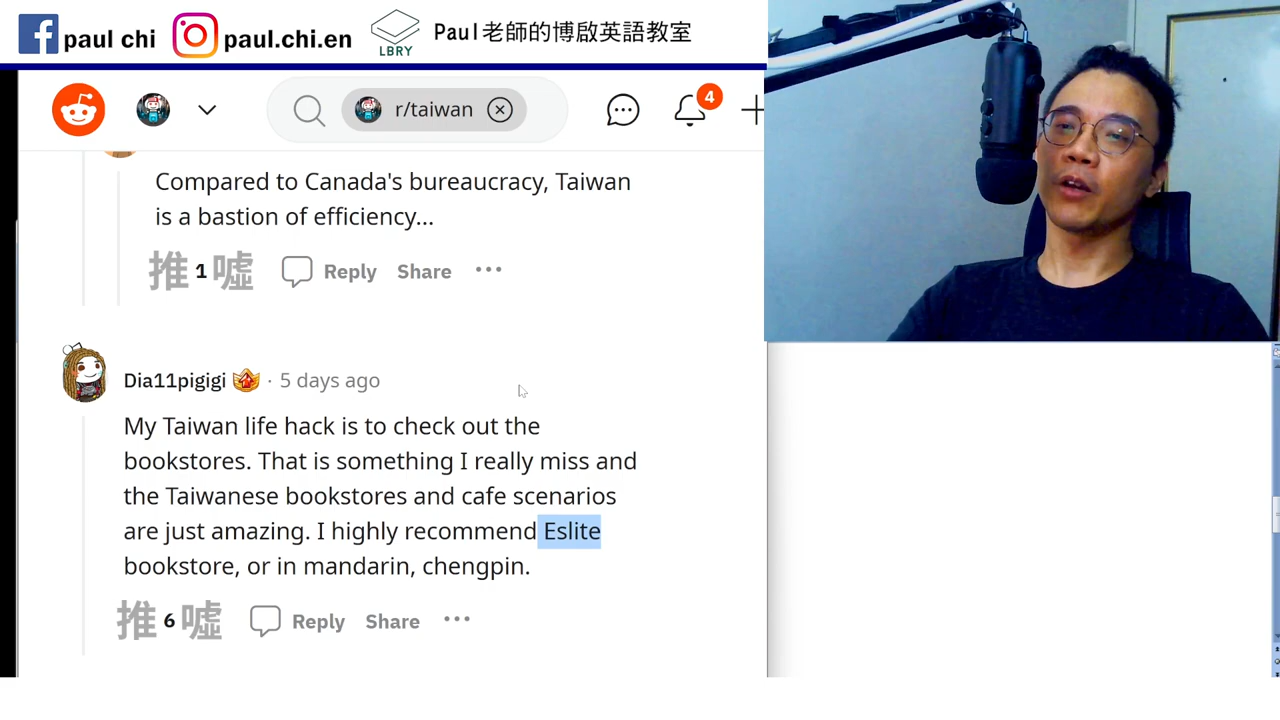 paul chi
paul.chi.en
LBRY
Paul老師的博啟英語教室
r/taiwan
4
Compared to Canada's bureaucracy, Taiwan
is a bastion of efficiency...
推 1 噓 Reply Share ···
Dia11pigigi · 5 days ago
My Taiwan life hack is to check out the
bookstores. That is something I really miss and
the Taiwanese bookstores and cafe scenarios
are just amazing. I highly recommend Eslite
bookstore, or in mandarin, chengpin.
推 6 噓 Reply Share ···